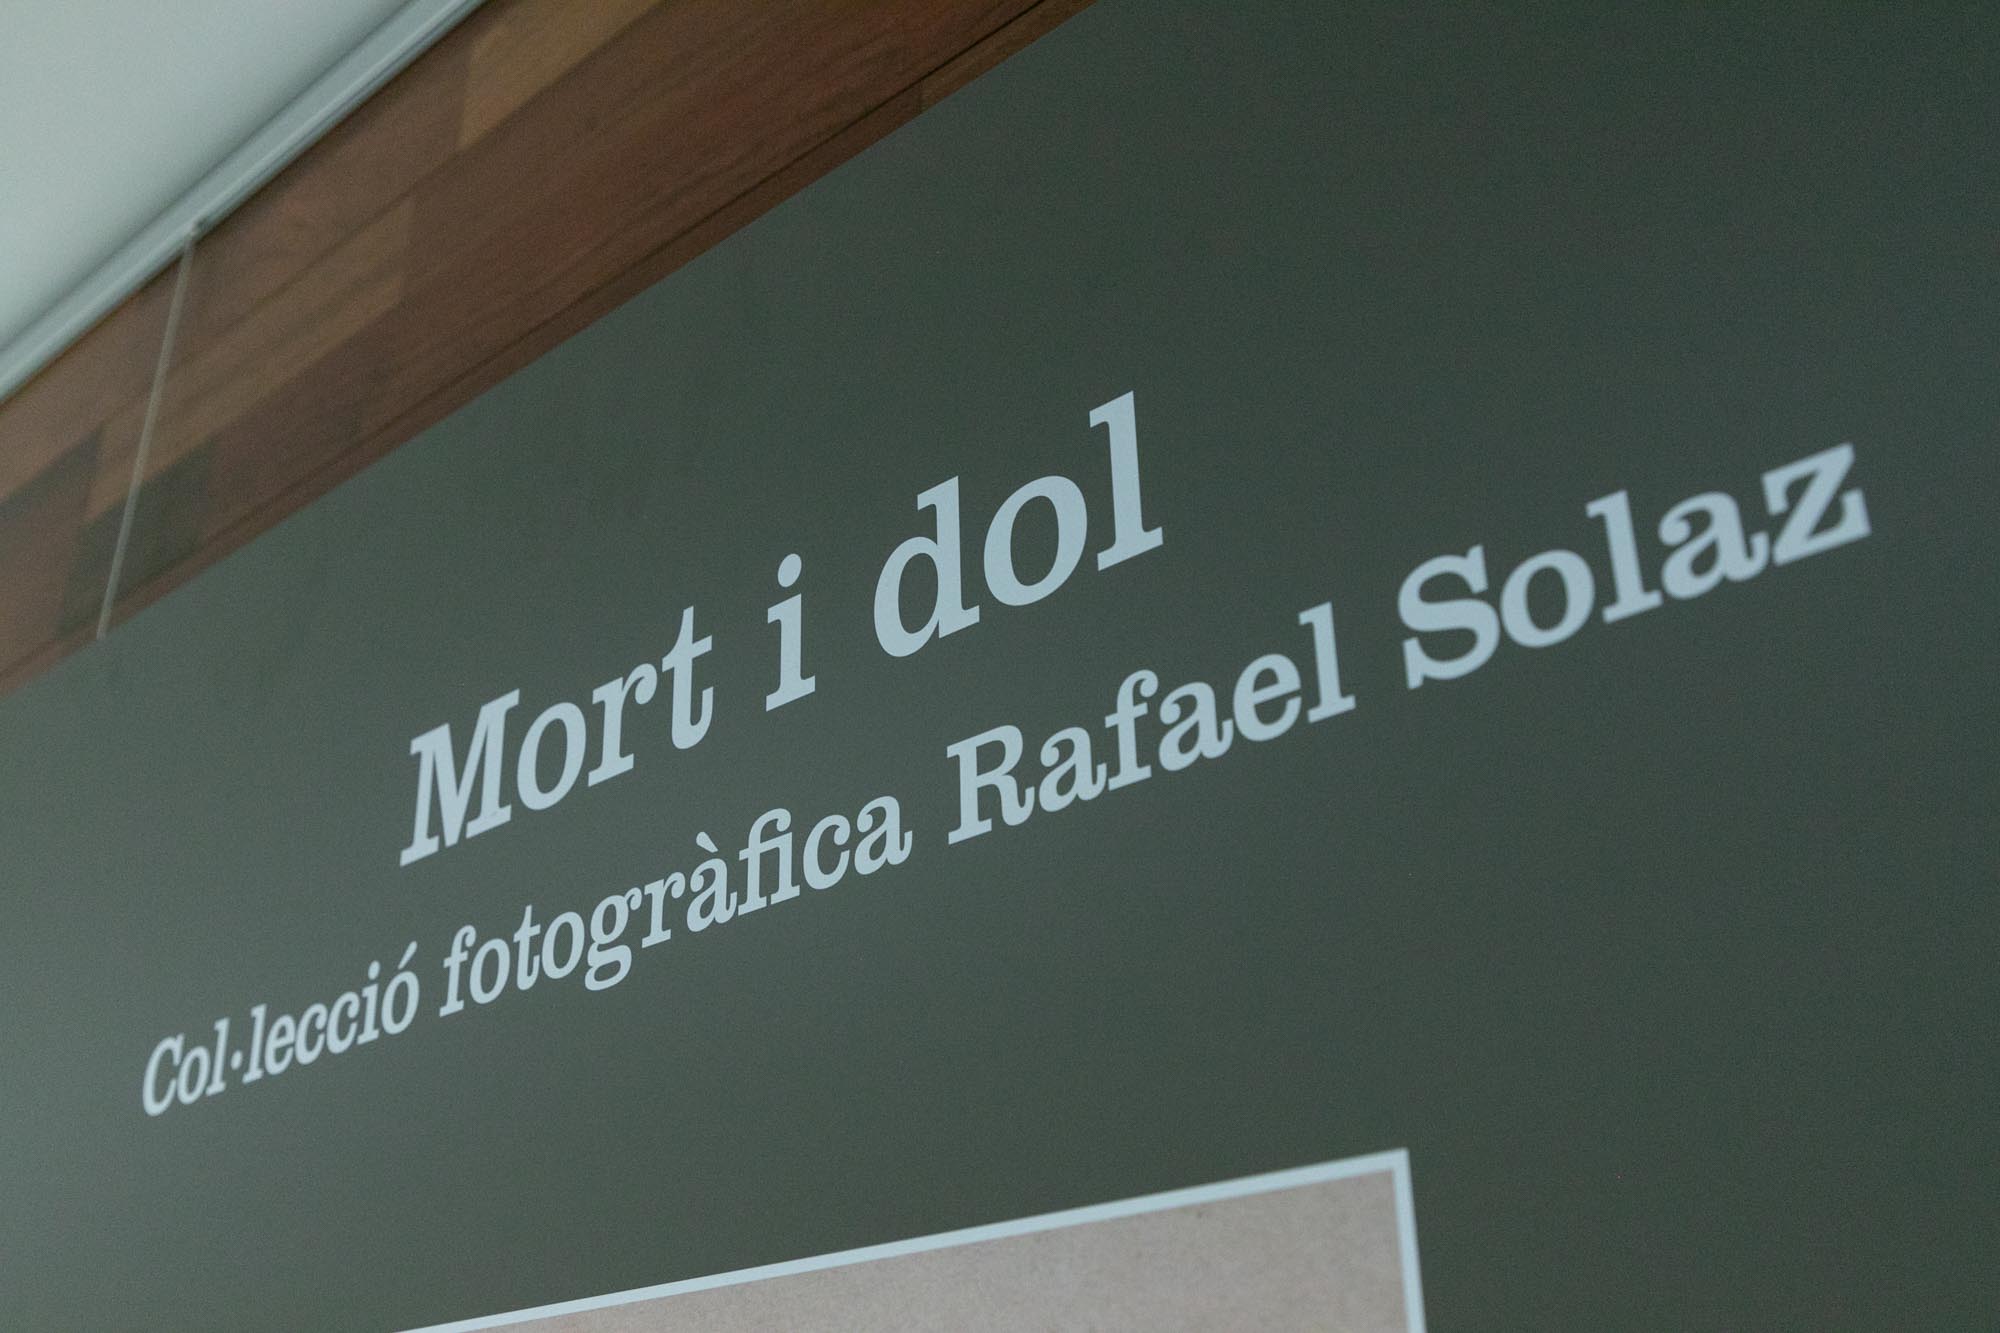 Mort i dol
Col·lecció fotogràfica Rafael Solaz